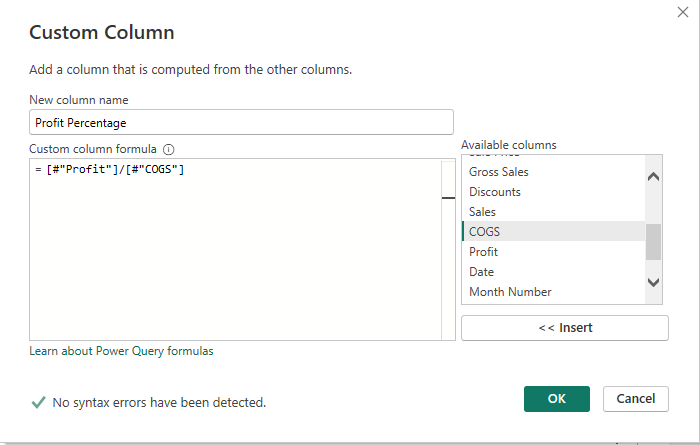 Custom Column
Add a column that is computed from the other columns.
New column name
Profit Percentage
Custom column formula
= [#"Profit"]/[#"COGS"]
Available columns
Gross Sales
Discounts
Sales
COGS
Profit
Date
Month Number
<< Insert
Learn about Power Query formulas
No syntax errors have been detected.
OK
Cancel